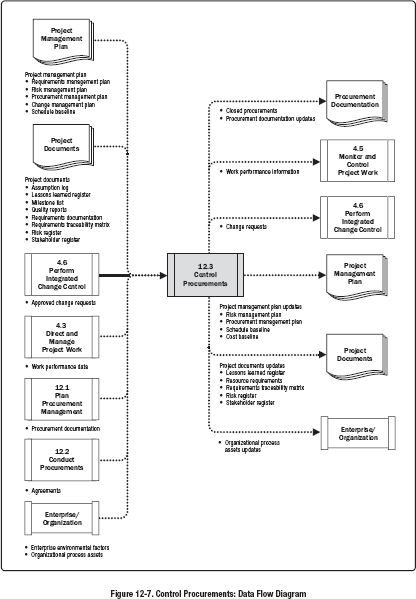 Project
Management
Plan
Project management plan
• Requirements management plan
• Risk management plan
• Procurement management plan
• Change management plan
• Schedule baseline
Project
Documents
Project documents
• Assumption log
• Lessons learned register
• Milestone list
• Quality reports
• Requirements documentation
• Requirements traceability matrix
• Risk register
• Stakeholder register
4.6
Perform
Integrated
Change Control
• Approved change requests
4.3
Direct and
Manage
Project Work
• Work performance data
12.1
Plan
Procurement
Management
• Procurement documentation
12.2
Conduct
Procurements
• Agreements
Enterprise/
Organization
• Enterprise environmental factors
• Organizational process assets
12.3
Control
Procurements
Procurement
Documentation
• Closed procurements
• Procurement documentation updates
4.5
Monitor and
Control
Project Work
• Work performance information
4.6
Perform
Integrated
Change Control
• Change requests
Project
Management
Plan
Project management plan updates
• Risk management plan
• Procurement management plan
• Schedule baseline
• Cost baseline
Project
Documents
Project documents updates
• Lessons learned register
• Resource requirements
• Requirements traceability matrix
• Risk register
• Stakeholder register
Enterprise/
Organization
• Organizational process
assets updates
Figure 12-7. Control Procurements: Data Flow Diagram